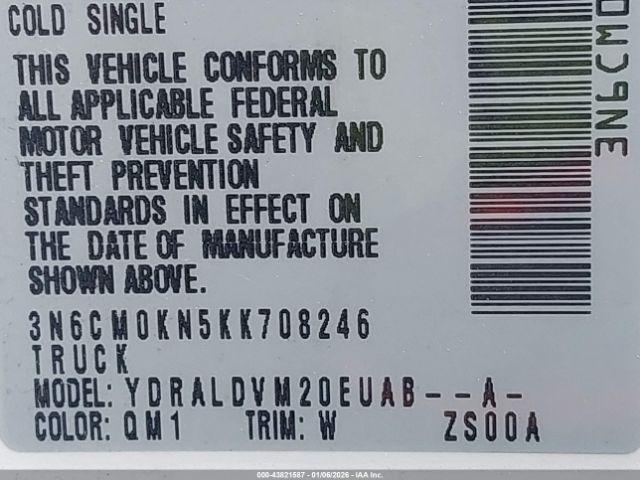 COLD SINGLE
THIS VEHICLE CONFORMS TO
ALL APPLICABLE FEDERAL
MOTOR VEHICLE SAFETY AND
THEFT PREVENTION
STANDARDS IN EFFECT ON
THE DATE OF MANUFACTURE
SHOWN ABOVE.
3N6CM0KN5KK708246
TRUCK
MODEL: YDRALDVM20EUAB--A-
COLOR: QM1 TRIM: W ZS00A
3N6CM0
000-43821587 - 01/06/2026 - IAA Inc.